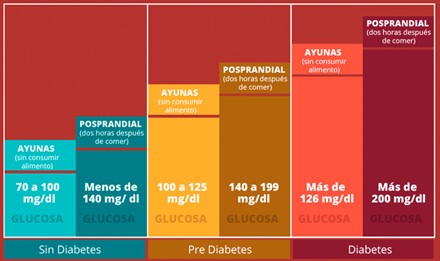 AYUNAS
(sin consumir
alimento)
70 a 100
mg/dl
GLUCOSA
POSPRANDIAL
(dos horas después
de comer)
Menos de
140 mg/ dl
GLUCOSA
Sin Diabetes
AYUNAS
(sin consumir
alimento)
100 a 125
mg/dl
GLUCOSA
POSPRANDIAL
(dos horas después
de comer)
140 a 199
mg/dl
GLUCOSA
Pre Diabetes
AYUNAS
(sin consumir
alimento)
Más de
126 mg/dl
GLUCOSA
POSPRANDIAL
(dos horas después
de comer)
Más de
200 mg/dl
GLUCOSA
Diabetes